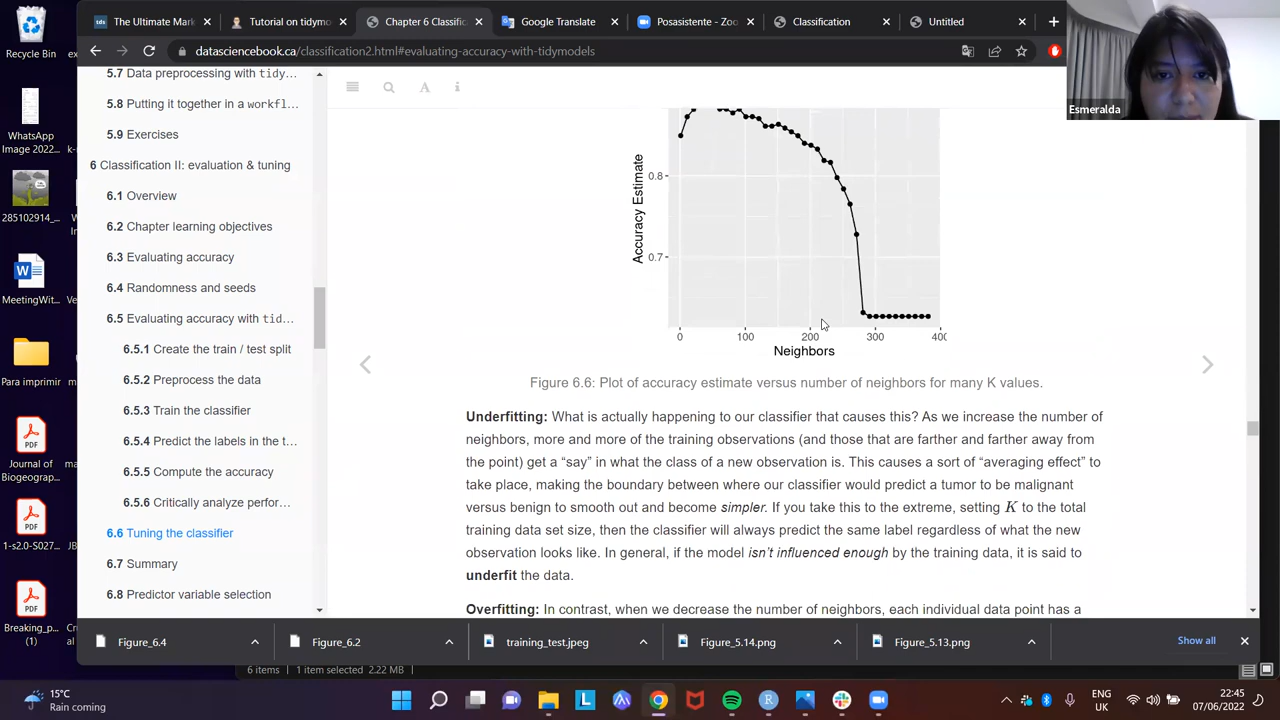 Recycle Bin
WhatsApp
Image 2022...
285102914_...
MeetingWit...
Para imprimir
Journal of
Biogeograp...
1-s2.0-S027...
Breaking_p...
The Ultimate Mark
Tutorial on tidymo
Chapter 6 Classific
Google Translate
Posasistente - Zoo
Classification
Untitled
datasciencebook.ca/classification2.html#evaluating-accuracy-with-tidymodels
Esmeralda
5.7 Data preprocessing with tidy...
5.8 Putting it together in a workfl...
5.9 Exercises
6 Classification II: evaluation & tuning
6.1 Overview
6.2 Chapter learning objectives
6.3 Evaluating accuracy
6.4 Randomness and seeds
6.5 Evaluating accuracy with tid...
6.5.1 Create the train / test split
6.5.2 Preprocess the data
6.5.3 Train the classifier
6.5.4 Predict the labels in the t...
6.5.5 Compute the accuracy
6.5.6 Critically analyze perfor...
6.6 Tuning the classifier
6.7 Summary
6.8 Predictor variable selection
Accuracy Estimate
0.8
0.7
0 100 200 300 400
Neighbors
Figure 6.6: Plot of accuracy estimate versus number of neighbors for many K values.
Underfitting: What is actually happening to our classifier that causes this? As we increase the number of
neighbors, more and more of the training observations (and those that are farther and farther away from
the point) get a “say” in what the class of a new observation is. This causes a sort of “averaging effect” to
take place, making the boundary between where our classifier would predict a tumor to be malignant
versus benign to smooth out and become simpler. If you take this to the extreme, setting K to the total
training data set size, then the classifier will always predict the same label regardless of what the new
observation looks like. In general, if the model isn't influenced enough by the training data, it is said to
underfit the data.
Overfitting: In contrast, when we decrease the number of neighbors, each individual data point has a
Figure_6.4
Figure_6.2
training_test.jpeg
Figure_5.14.png
Figure_5.13.png
Show all
6 items 1 item selected 2.22 MB
15°C
Rain coming
ENG
UK
22:45
07/06/2022